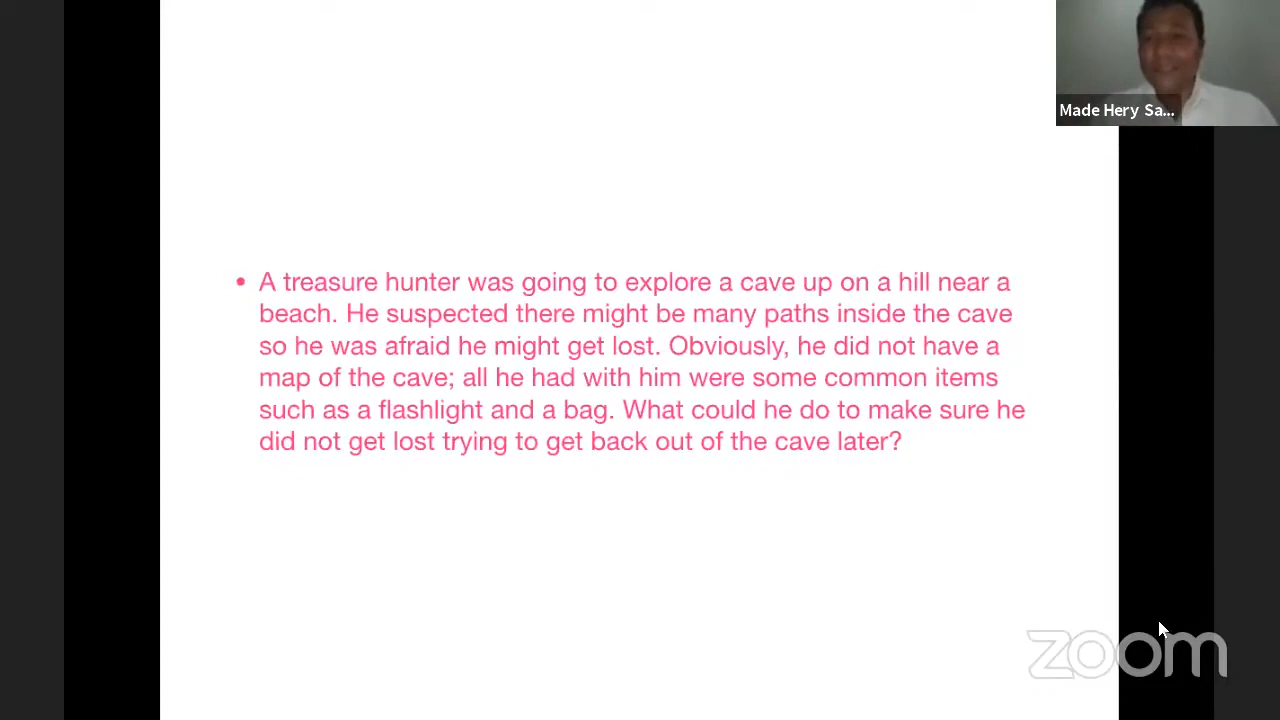 Made Hery Sa...
• A treasure hunter was going to explore a cave up on a hill near a
beach. He suspected there might be many paths inside the cave
so he was afraid he might get lost. Obviously, he did not have a
map of the cave; all he had with him were some common items
such as a flashlight and a bag. What could he do to make sure he
did not get lost trying to get back out of the cave later?
zoom